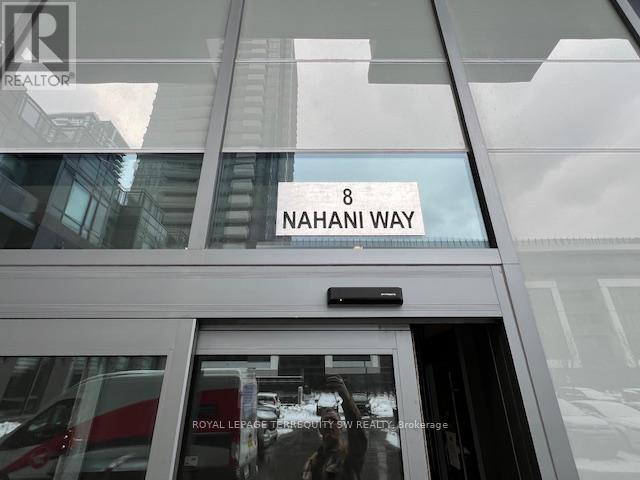 REALTOR
8
NAHANI WAY
ROYAL LEPAGE TERREQUITY SW REALTY, Brokerage